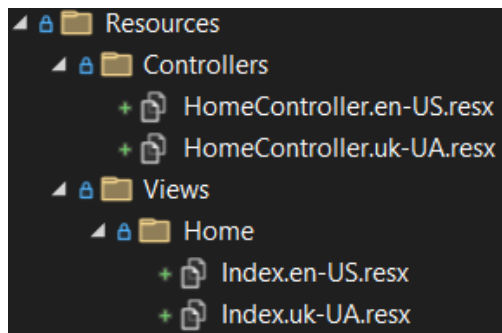 Resources
Controllers
HomeController.en-US.resx
HomeController.uk-UA.resx
Views
Home
Index.en-US.resx
Index.uk-UA.resx